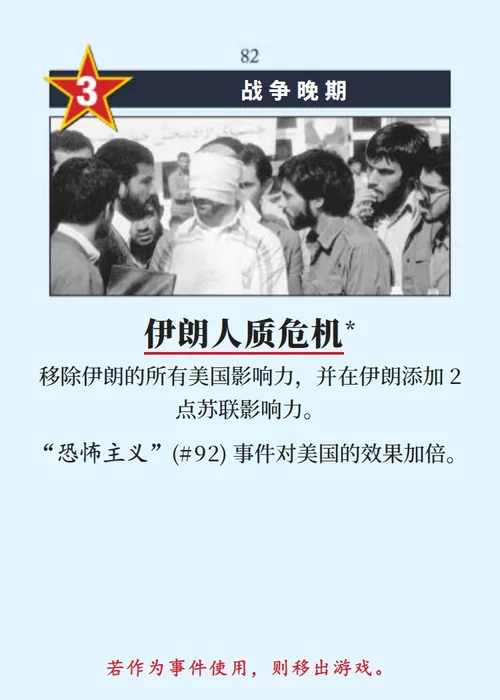 82
3
战争晚期
伊朗人质危机*
移除伊朗的所有美国影响力，并在伊朗添加 2
点苏联影响力。
“恐怖主义” (#92) 事件对美国的效果加倍。
若作为事件使用，则移出游戏。